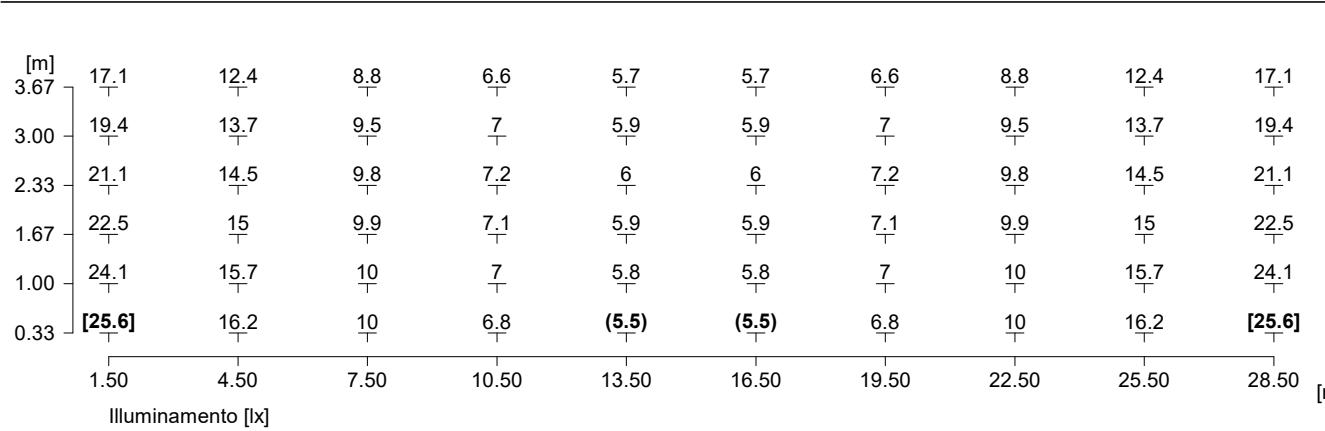 [m]
3.67 17.1 12.4 8.8 6.6 5.7 5.7 6.6 8.8 12.4 17.1
3.00 19.4 13.7 9.5 7 5.9 5.9 7 9.5 13.7 19.4
2.33 21.1 14.5 9.8 7.2 6 6 7.2 9.8 14.5 21.1
1.67 22.5 15 9.9 7.1 5.9 5.9 7.1 9.9 15 22.5
1.00 24.1 15.7 10 7 5.8 5.8 7 10 15.7 24.1
0.33 [25.6] 16.2 10 6.8 (5.5) (5.5) 6.8 10 16.2 [25.6]
1.50 4.50 7.50 10.50 13.50 16.50 19.50 22.50 25.50 28.50
Illuminamento [lx]